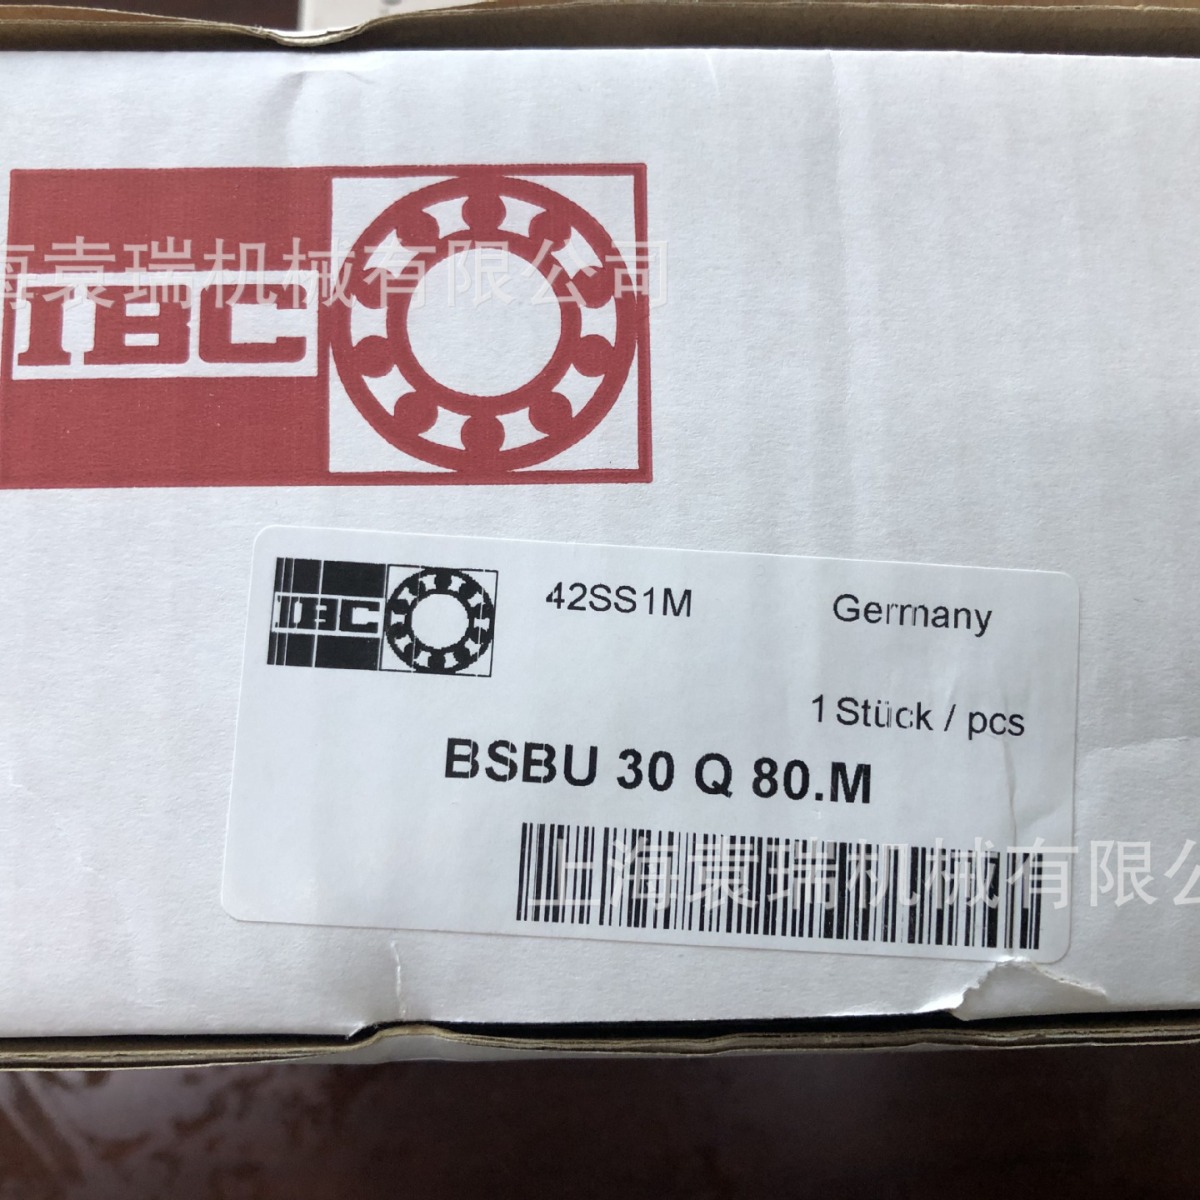 海袁瑞机械有限公司
IBC
IBC
42SS1M
Germany
1 Stück / pcs
BSBU 30 Q 80.M
上海袁瑞机械有限公